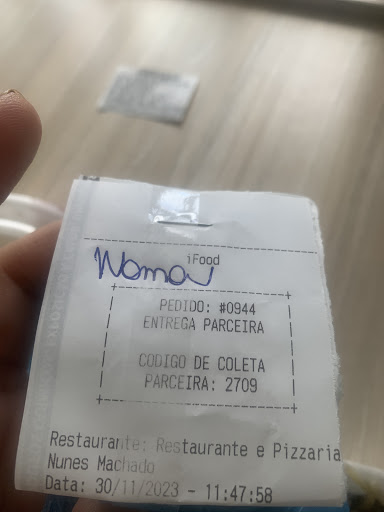 iFood
PEDIDO: #0944
ENTREGA PARCEIRA
CODIGO DE COLETA
PARCEIRA: 2709
Restaurante: Restaurante e Pizzaria
Nunes Machado
Data: 30/11/2023 - 11:47:58